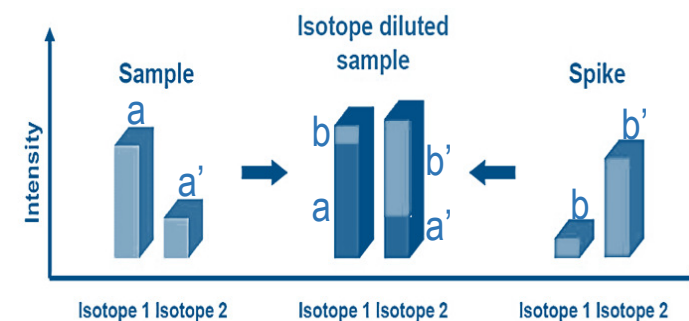 Isotope diluted
sample
Sample
Spike
Intensity
a
a’
b
a
b’
a’
b
b’
Isotope 1 Isotope 2
Isotope 1 Isotope 2
Isotope 1 Isotope 2